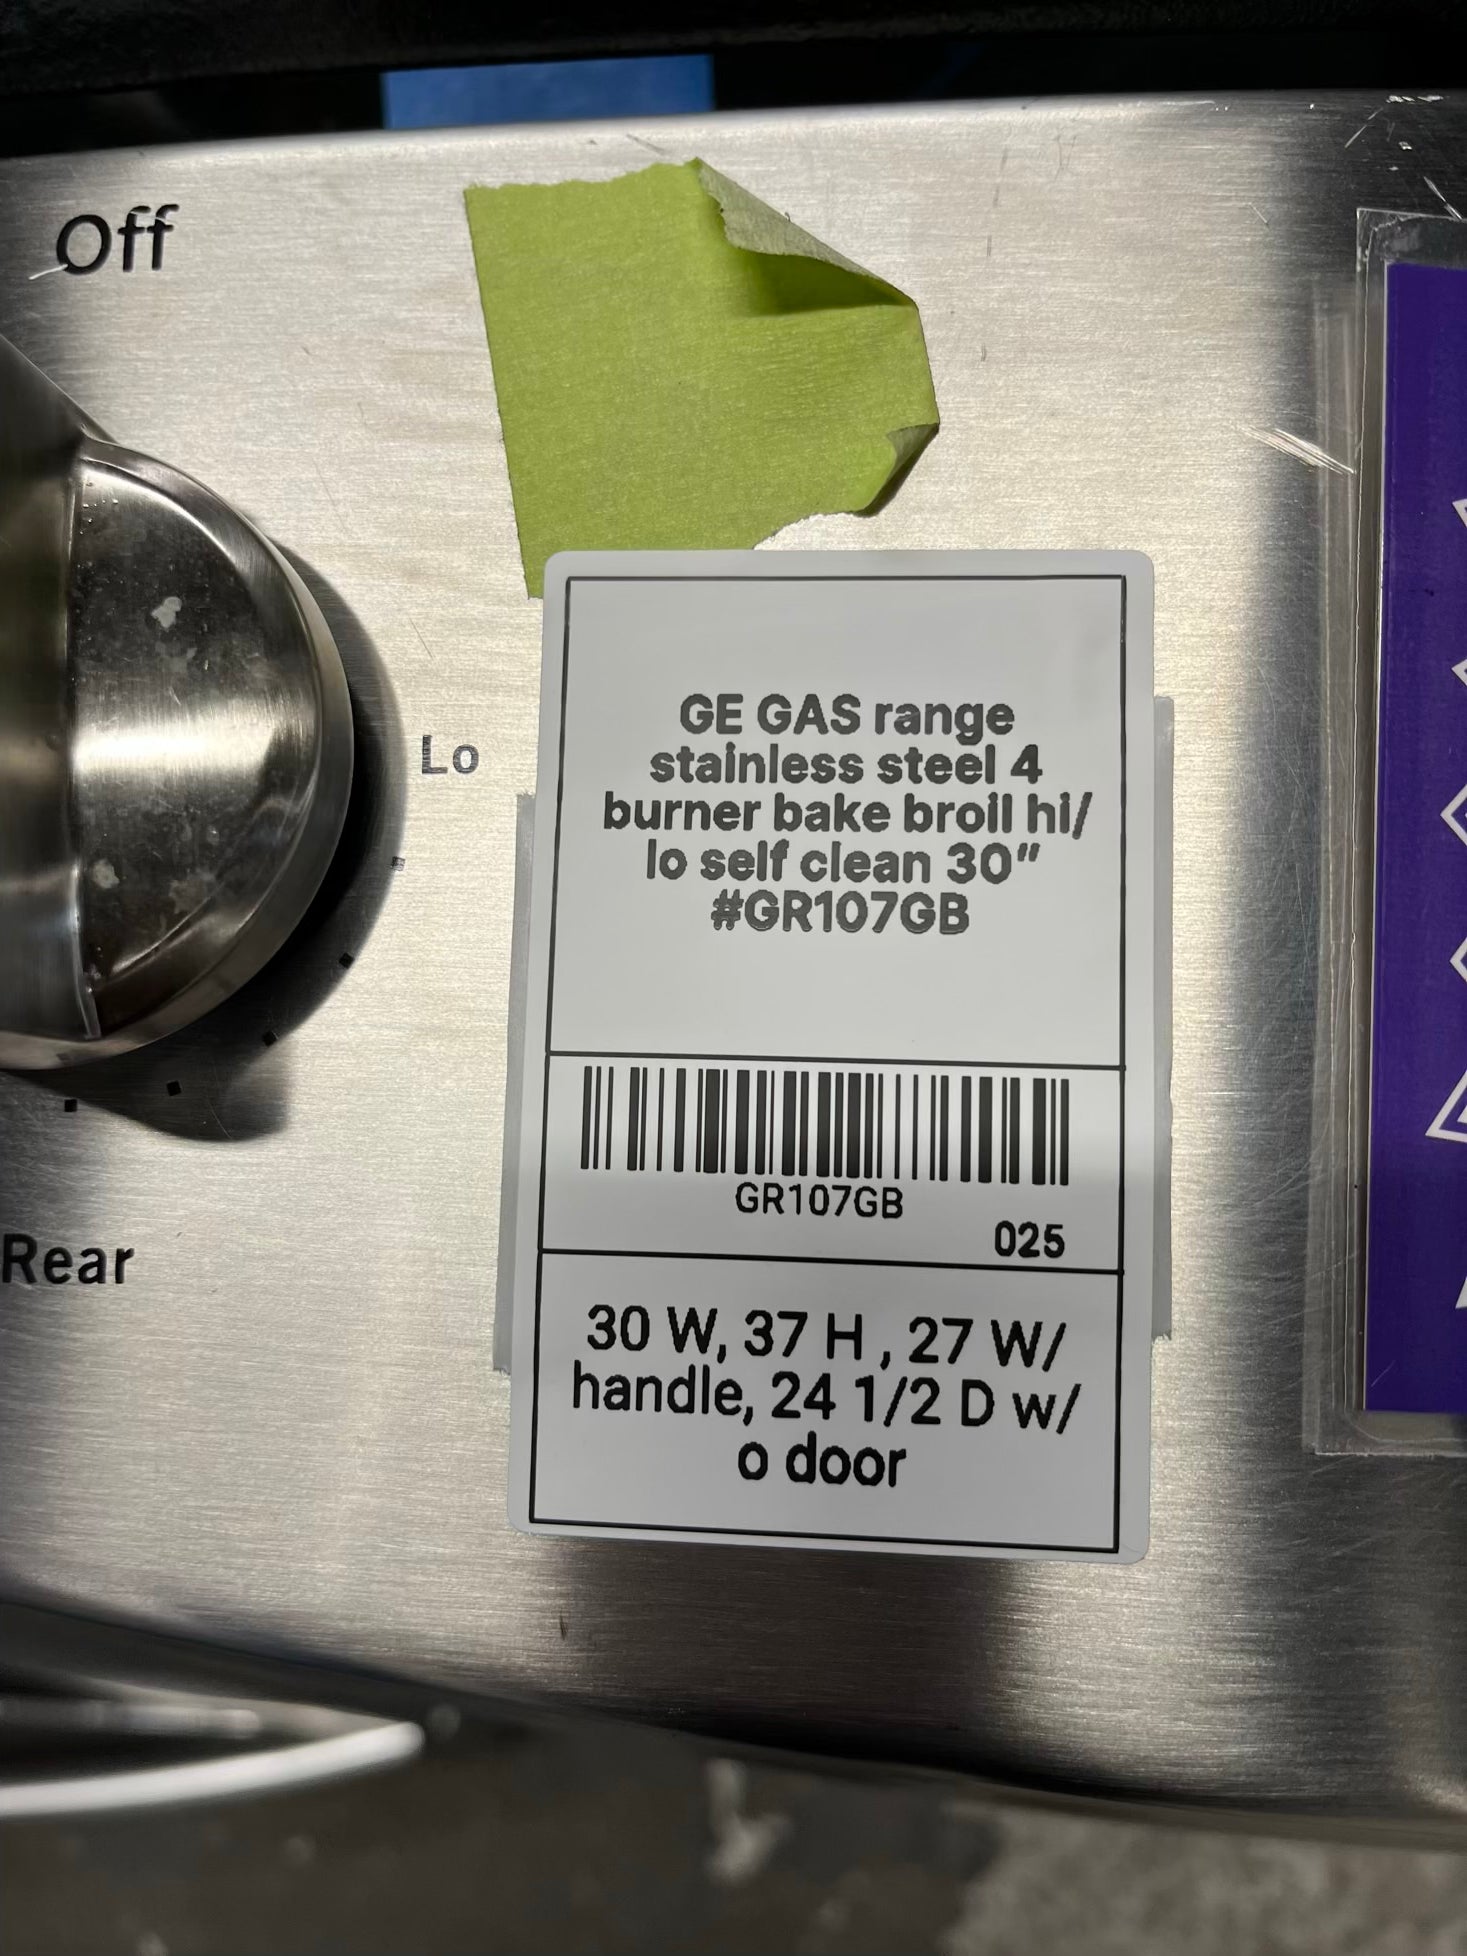 Off
Lo
Rear
GE GAS range
stainless steel 4
burner bake broil hi/
lo self clean 30"
#GR107GB
GR107GB
025
30 W, 37 H , 27 W/
handle, 24 1/2 D w/
o door